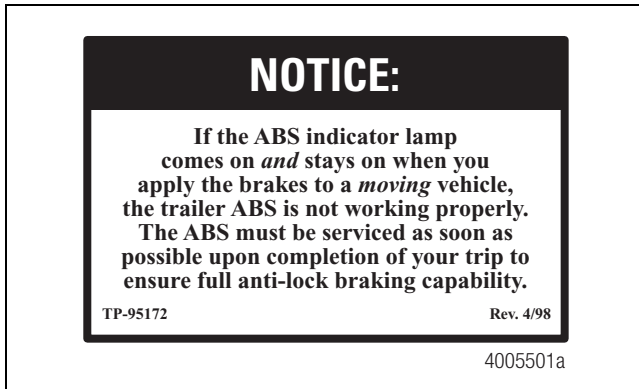 NOTICE:
If the ABS indicator lamp
comes on and stays on when you
apply the brakes to a moving vehicle,
the trailer ABS is not working properly.
The ABS must be serviced as soon as
possible upon completion of your trip to
ensure full anti-lock braking capability.
TP-95172 Rev. 4/98
4005501a